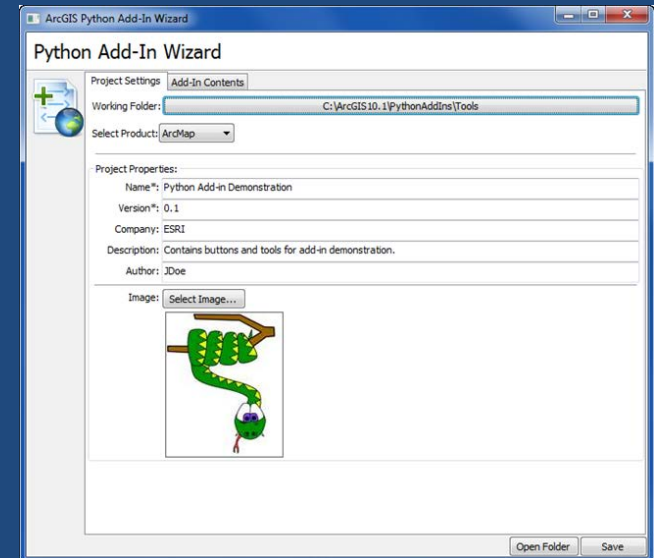 ArcGIS Python Add-In Wizard
Python Add-In Wizard
Project Settings Add-In Contents
Working Folder: C:\ArcGIS10.1\PythonAddIns\Tools
Select Product: ArcMap
Project Properties:
Name*: Python Add-in Demonstration
Version*: 0.1
Company: ESRI
Description: Contains buttons and tools for add-in demonstration.
Author: JDoe
Image: Select Image...
Open Folder Save